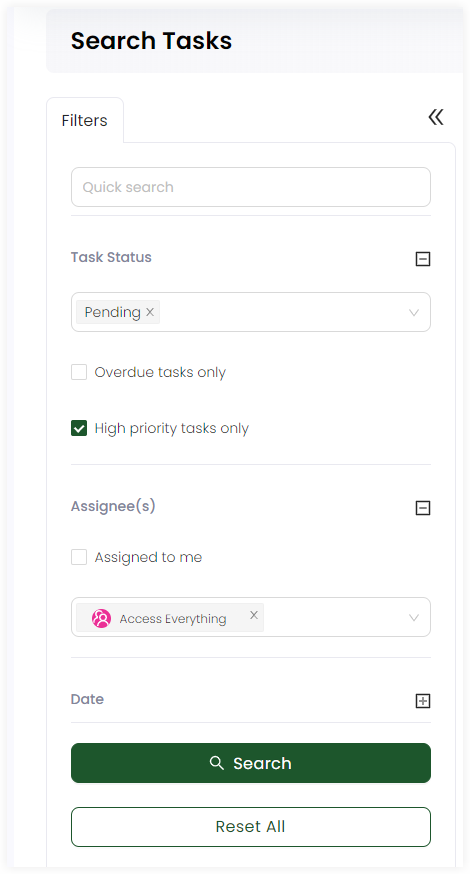 Search Tasks
Filters
Quick search
Task Status
Pending
Overdue tasks only
High priority tasks only
Assignee(s)
Assigned to me
Access Everything
Date
Search
Reset All